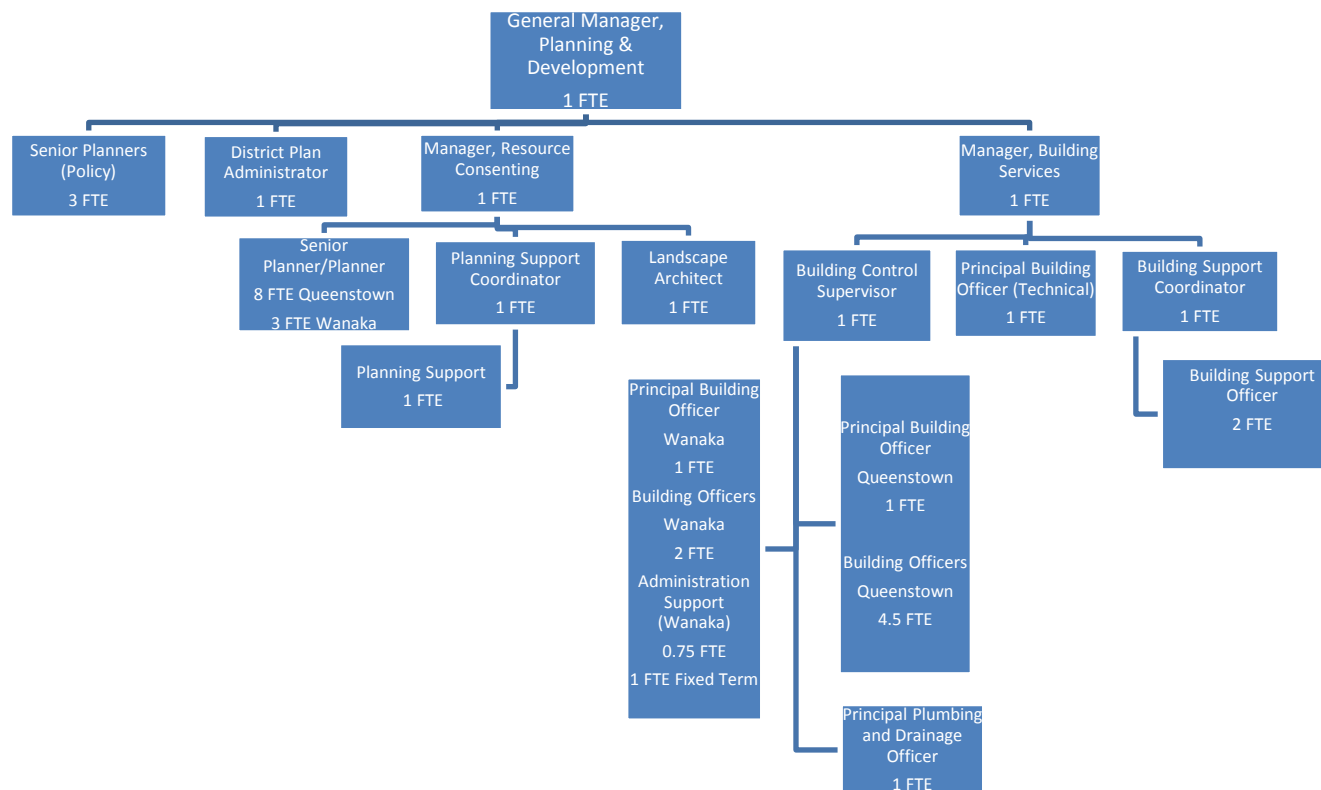 General Manager,
Planning &
Development
1 FTE
Senior Planners
(Policy)
3 FTE
District Plan
Administrator
1 FTE
Manager, Resource
Consenting
1 FTE
Manager, Building
Services
1 FTE
Senior
Planner/Planner
8 FTE Queenstown
3 FTE Wanaka
Planning Support
Coordinator
1 FTE
Landscape
Architect
1 FTE
Building Control
Supervisor
1 FTE
Principal Building
Officer (Technical)
1 FTE
Building Support
Coordinator
1 FTE
Planning Support
1 FTE
Building Support
Officer
2 FTE
Principal Building
Officer
Wanaka
1 FTE
Building Officers
Wanaka
2 FTE
Administration
Support
(Wanaka)
0.75 FTE
1 FTE Fixed Term
Principal Building
Officer
Queenstown
1 FTE
Building Officers
Queenstown
4.5 FTE
Principal Plumbing
and Drainage
Officer
1 FTE